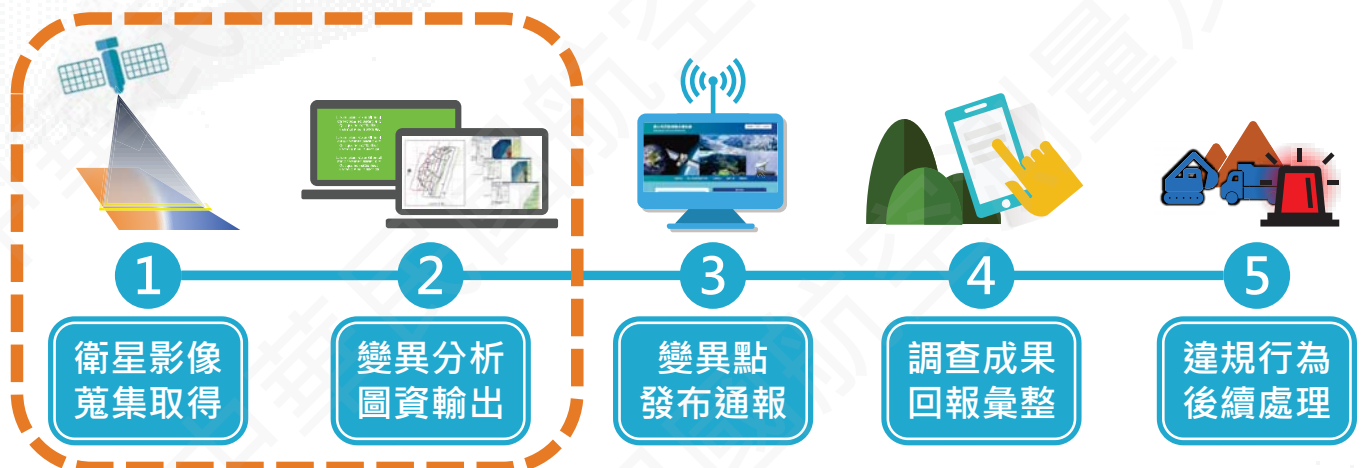 1
2
3
4
5
衛星影像
蒐集取得
變異分析
圖資輸出
變異點
發布通報
調查成果
回報彙整
違規行為
後續處理